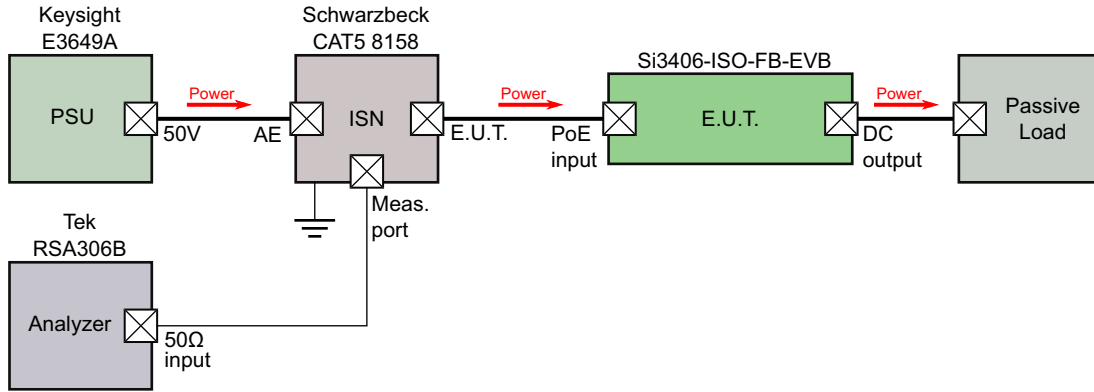 Keysight
E3649A
PSU
50V
Power
Schwarzbeck
CAT5 8158
ISN
AE
E.U.T.
Meas.
port
Power
Si3406-ISO-FB-EVB
E.U.T.
PoE
input
DC
output
Power
Passive
Load
Tek
RSA306B
Analyzer
50Ω
input